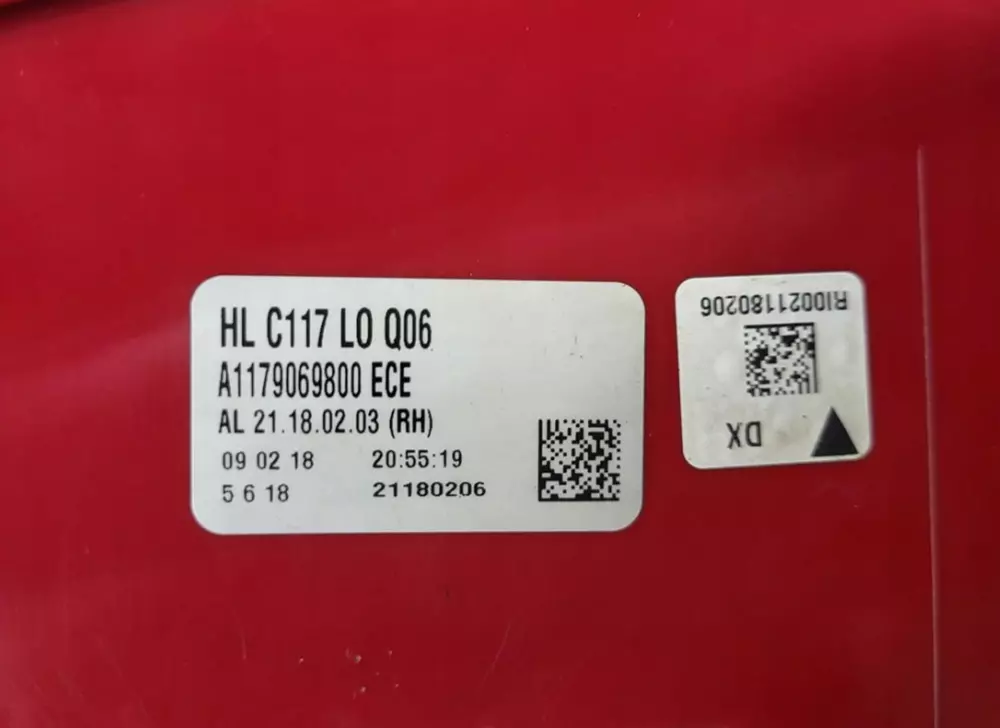 HL C117 LO Q06
A1179069800 ECE
AL 21.18.02.03 (RH)
09 02 18 20:55:19
5 6 18 21180206
RI0021180206
DX